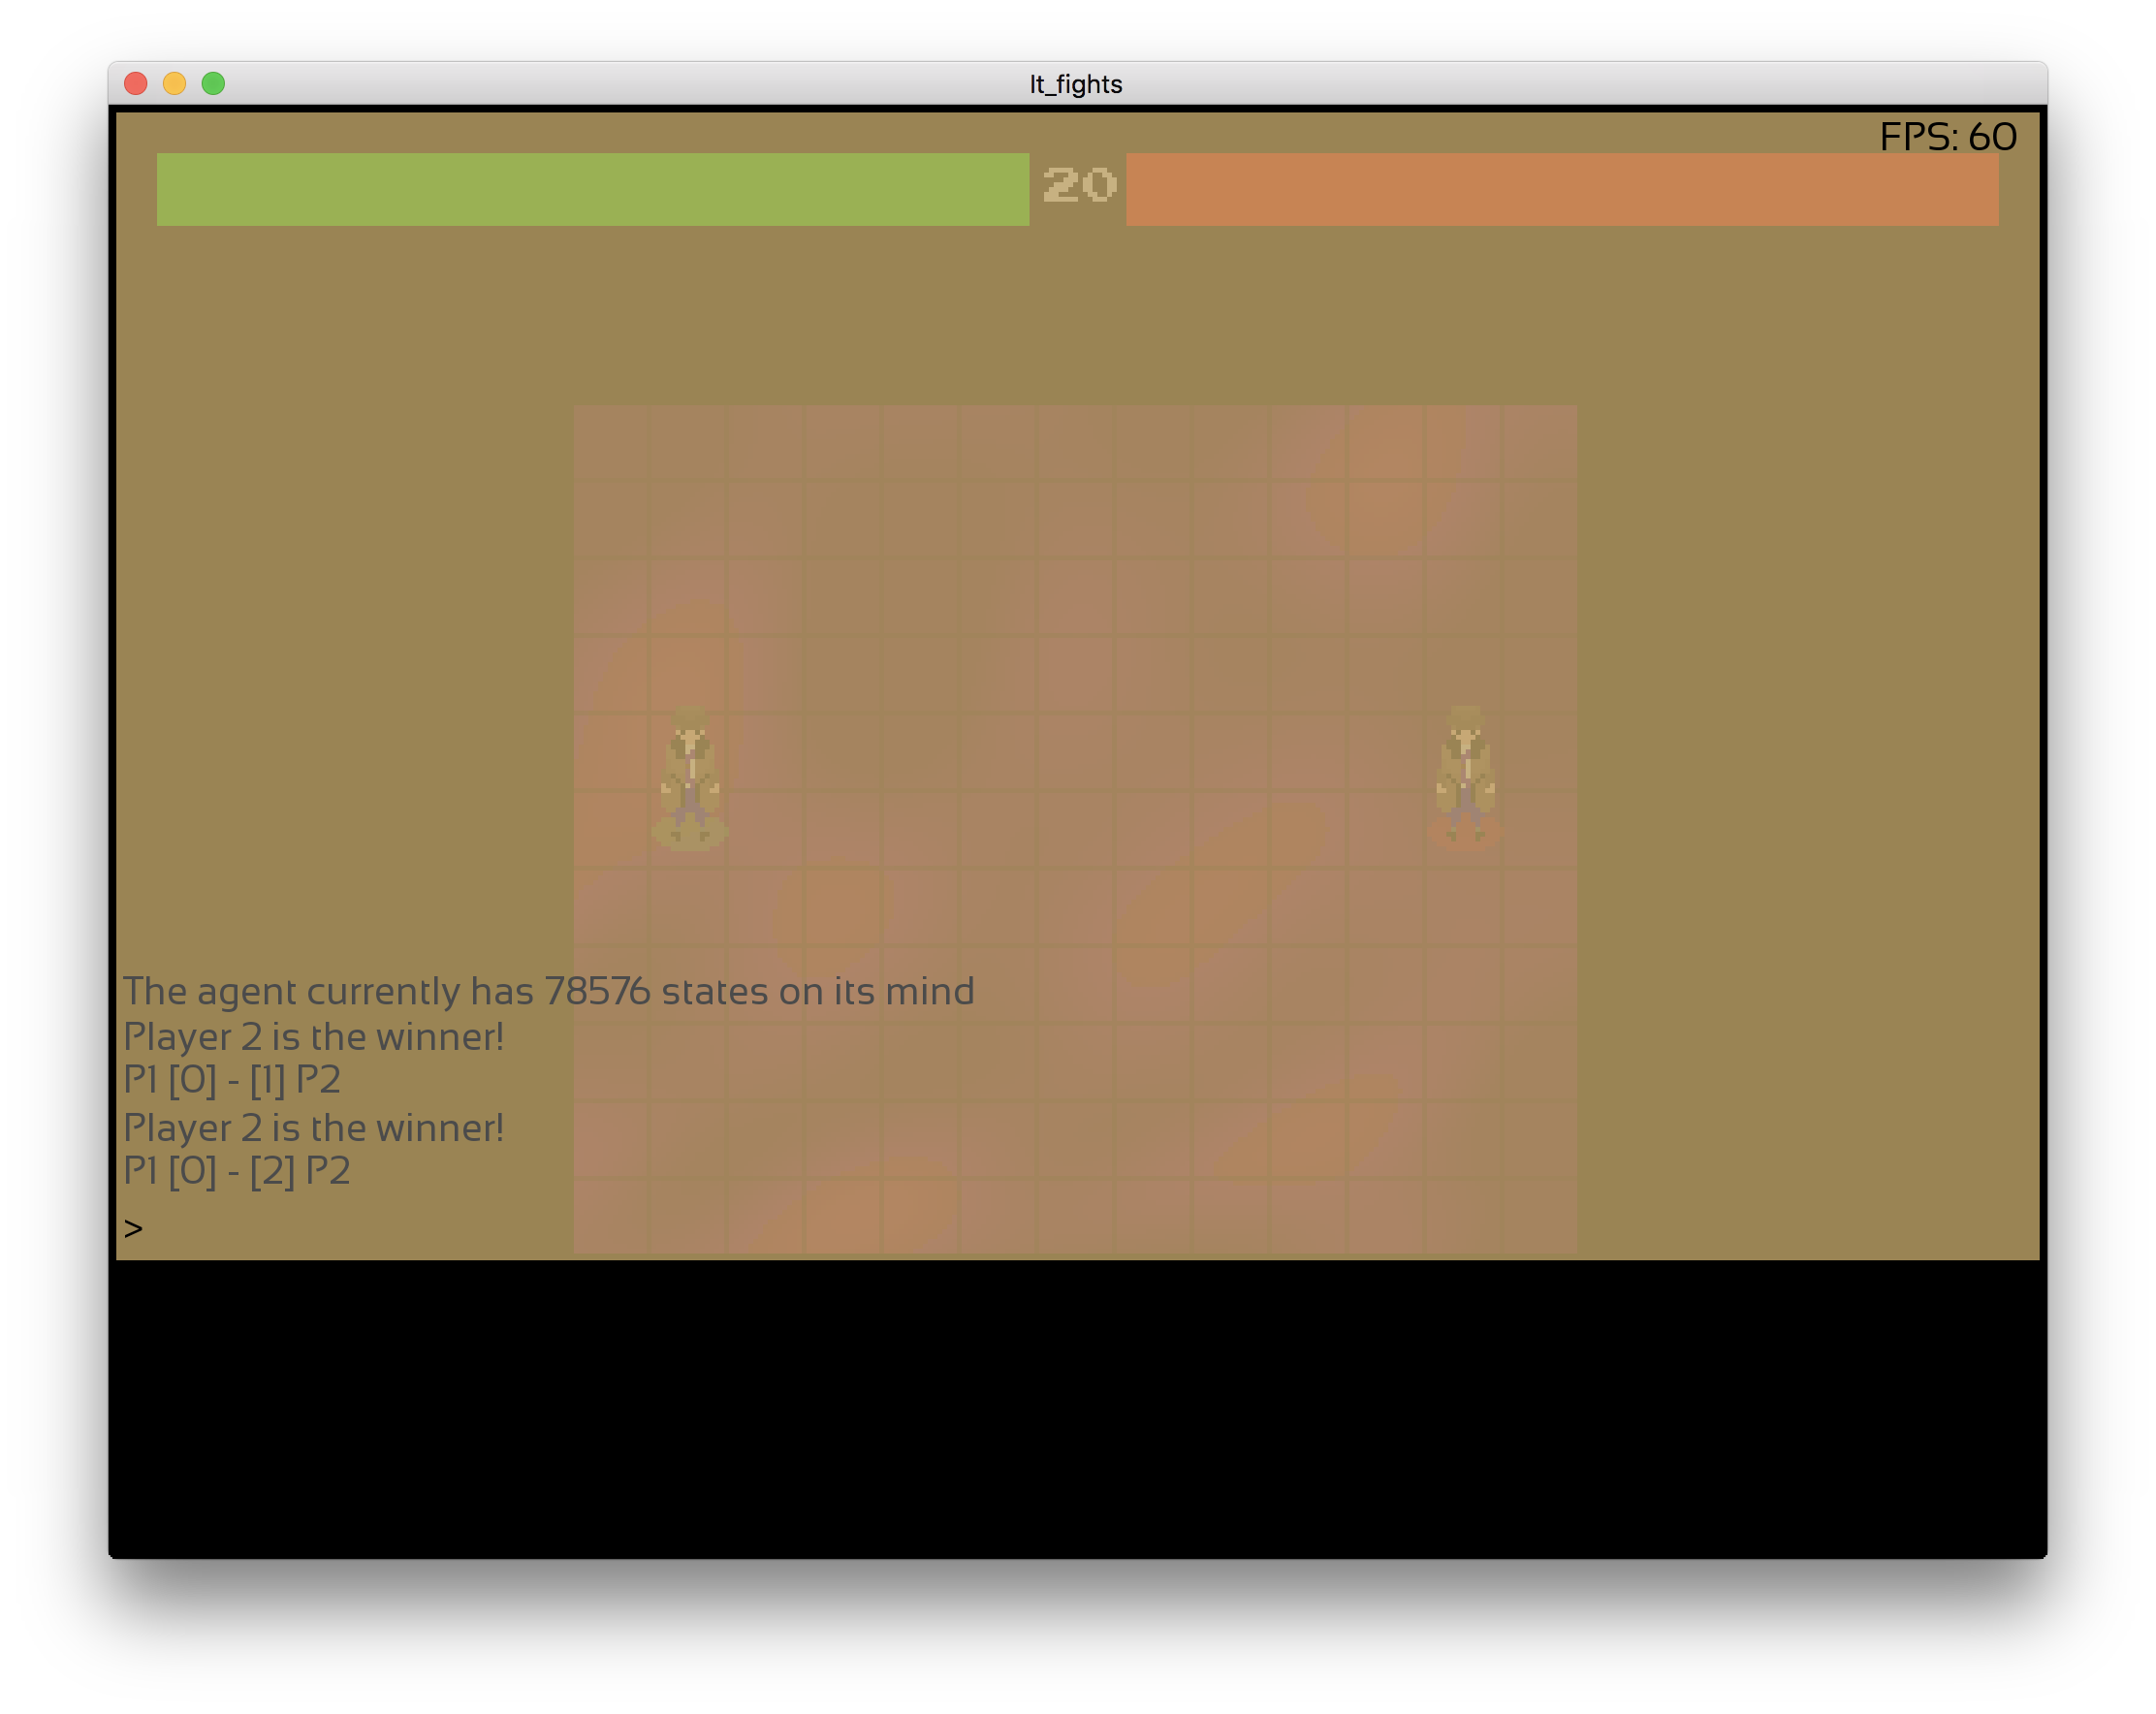 lt_fights
FPS: 60
20
The agent currently has 78576 states on its mind
Player 2 is the winner!
P1 [0] - [1] P2
Player 2 is the winner!
P1 [0] - [2] P2
>